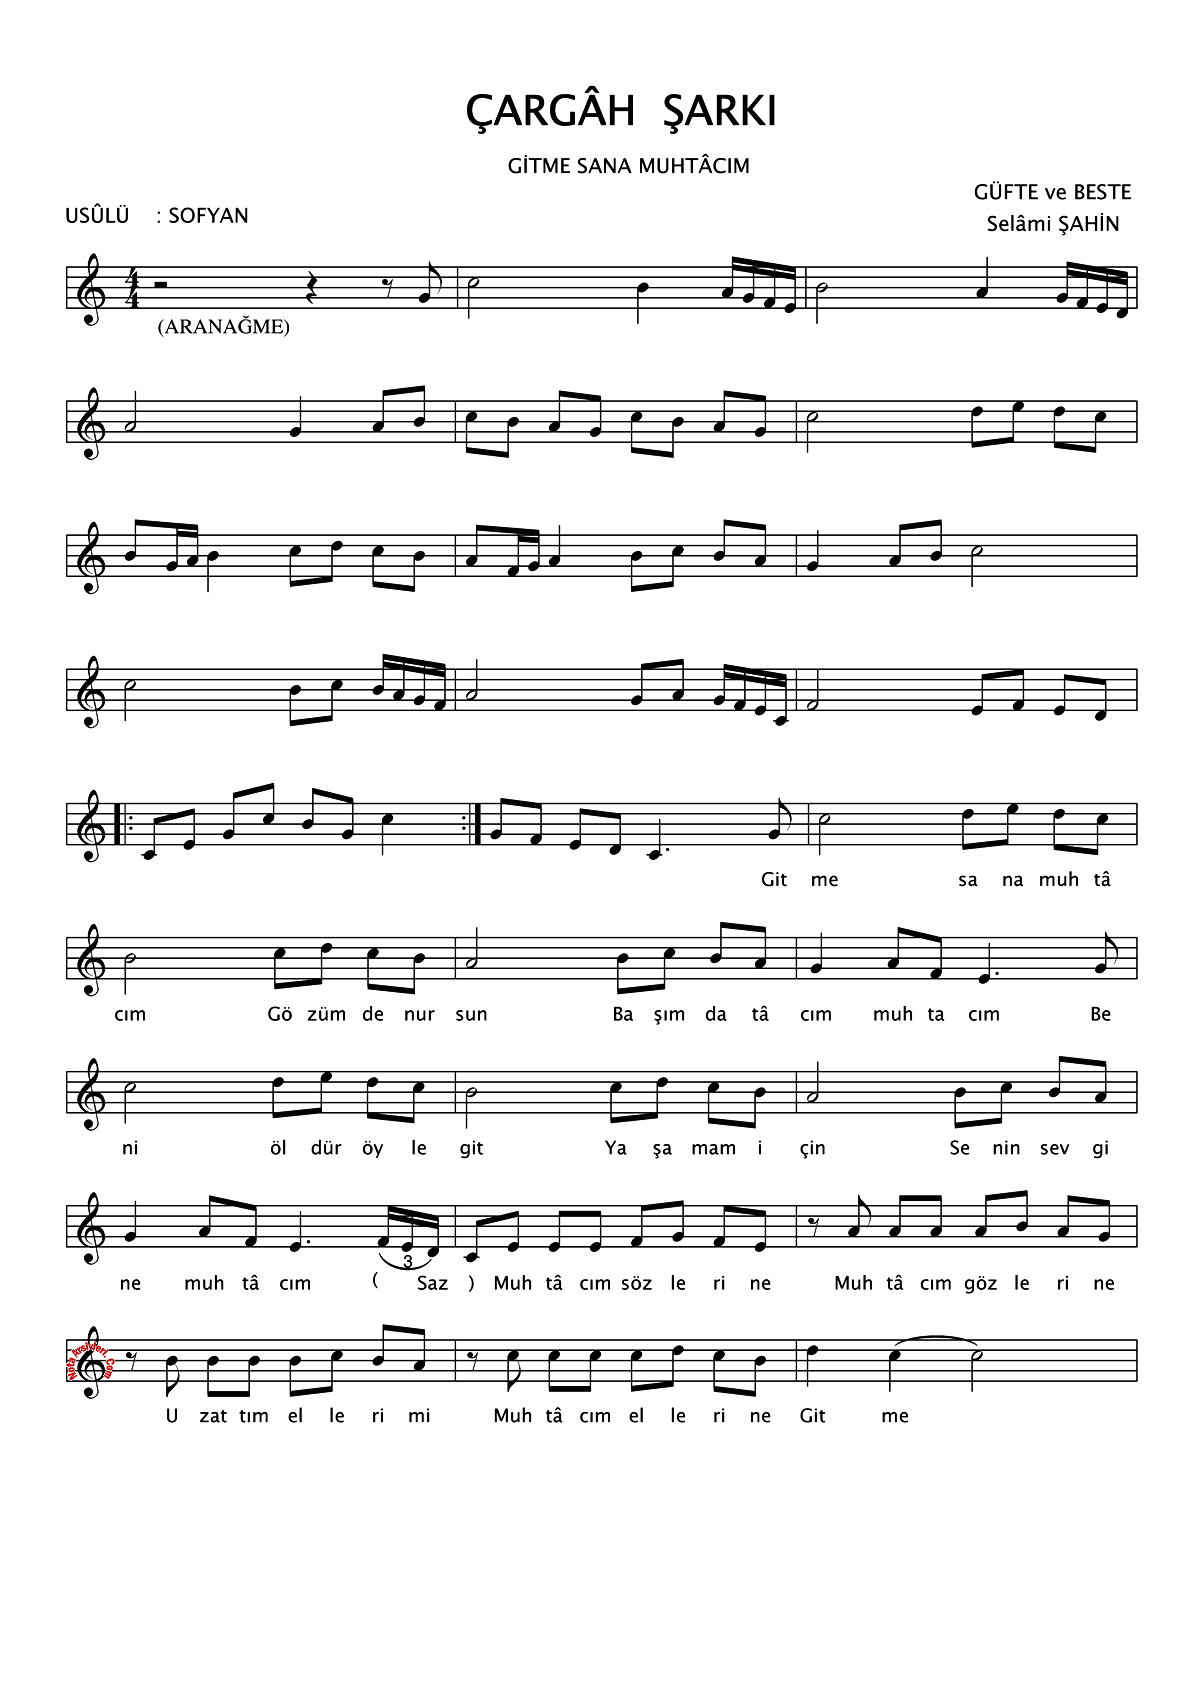 ÇARGÂH ŞARKI
GİTME SANA MUHTÂCIM
GÜFTE ve BESTE
USÛLÜ : SOFYAN
Selâmi ŞAHİN
4
4
(ARANAĞME)
Git me sa na muh tâ
cım Gö züm de nur sun Ba şım da tâ cım muh ta cım Be
ni öl dür öy le git Ya şa mam i çin Se nin sev gi
3
ne muh tâ cım ( Saz ) Muh tâ cım söz le ri ne Muh tâ cım göz le ri ne
Nota Arsivleri. Com
U zat tım el le ri mi Muh tâ cım el le ri ne Git me